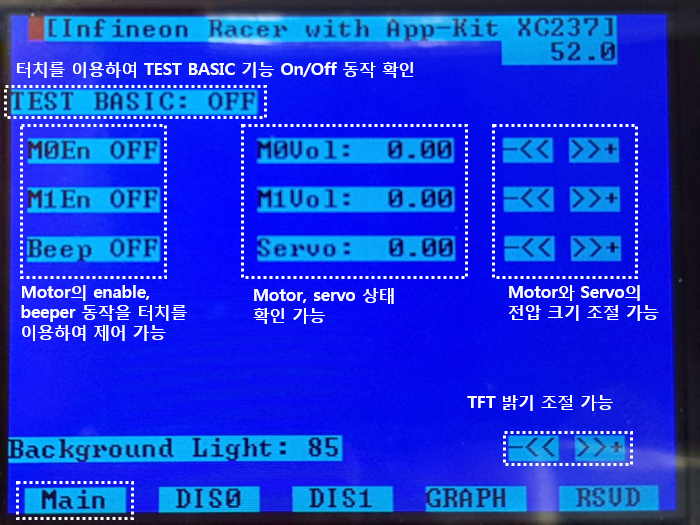 [Infineon Racer with App-Kit XC237]
52.0
터치를 이용하여 TEST BASIC 기능 On/Off 동작 확인
TEST BASIC: OFF
M0En OFF M0Vol: 0.00 -<< >>+
M1En OFF M1Vol: 0.00 -<< >>+
Beep OFF Servo: 0.00 -<< >>+
Motor의 enable,
beeper 동작을 터치를
이용하여 제어 가능
Motor, servo 상태
확인 가능
Motor와 Servo의
전압 크기 조절 가능
TFT 밝기 조절 가능
Background Light: 85 -<< >>+
Main DIS0 DIS1 GRAPH RSVD